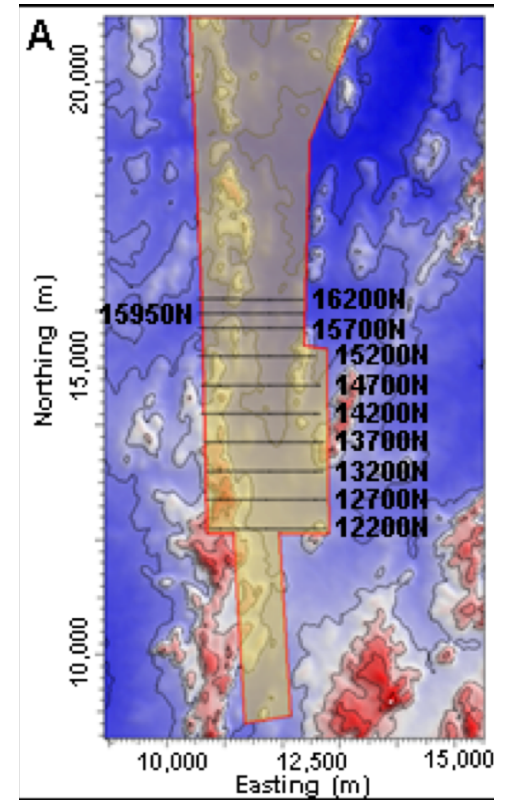 A
20,000
16200N
15950N
15700N
15200N
15,000
14700N
14200N
13700N
13200N
12700N
12200N
10,000
Northing (m)
10,000 12,500 15,000
Easting (m)